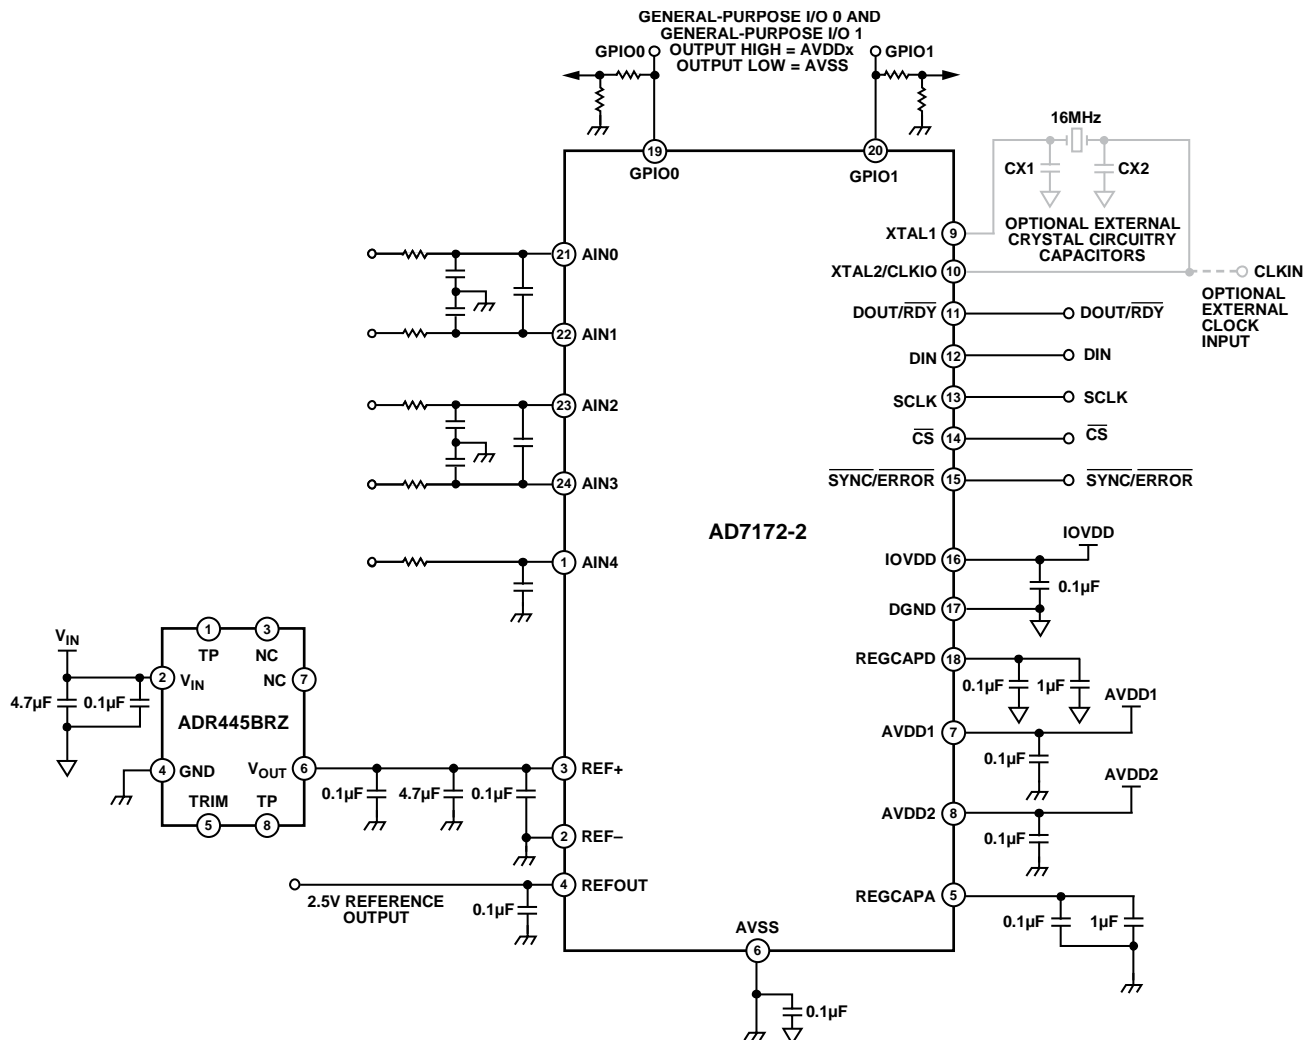 GENERAL-PURPOSE I/O 0 AND
GENERAL-PURPOSE I/O 1
OUTPUT HIGH = AVDDx
OUTPUT LOW = AVSS
GPIO0
GPIO1
19
20
GPIO0
GPIO1
16MHz
CX1
CX2
OPTIONAL EXTERNAL
CRYSTAL CIRCUITRY
CAPACITORS
XTAL1
9
XTAL2/CLKIO
10
CLKIN
OPTIONAL
EXTERNAL
CLOCK
INPUT
21
AIN0
22
AIN1
23
AIN2
24
AIN3
1
AIN4
DOUT/RDY
11
DOUT/RDY
DIN
12
DIN
SCLK
13
SCLK
CS
14
CS
SYNC/ERROR
15
SYNC/ERROR
AD7172-2
IOVDD
IOVDD
16
0.1µF
DGND
17
REGCAPD
18
0.1µF
1µF
AVDD1
AVDD1
7
0.1µF
AVDD2
AVDD2
8
0.1µF
REGCAPA
5
0.1µF
1µF
VIN
4.7µF
0.1µF
1
TP
3
NC
2
VIN
NC
7
ADR445BRZ
4
GND
VOUT
6
TRIM
5
TP
8
0.1µF
4.7µF
0.1µF
3
REF+
2
REF–
4
REFOUT
2.5V REFERENCE
OUTPUT
0.1µF
AVSS
6
0.1µF